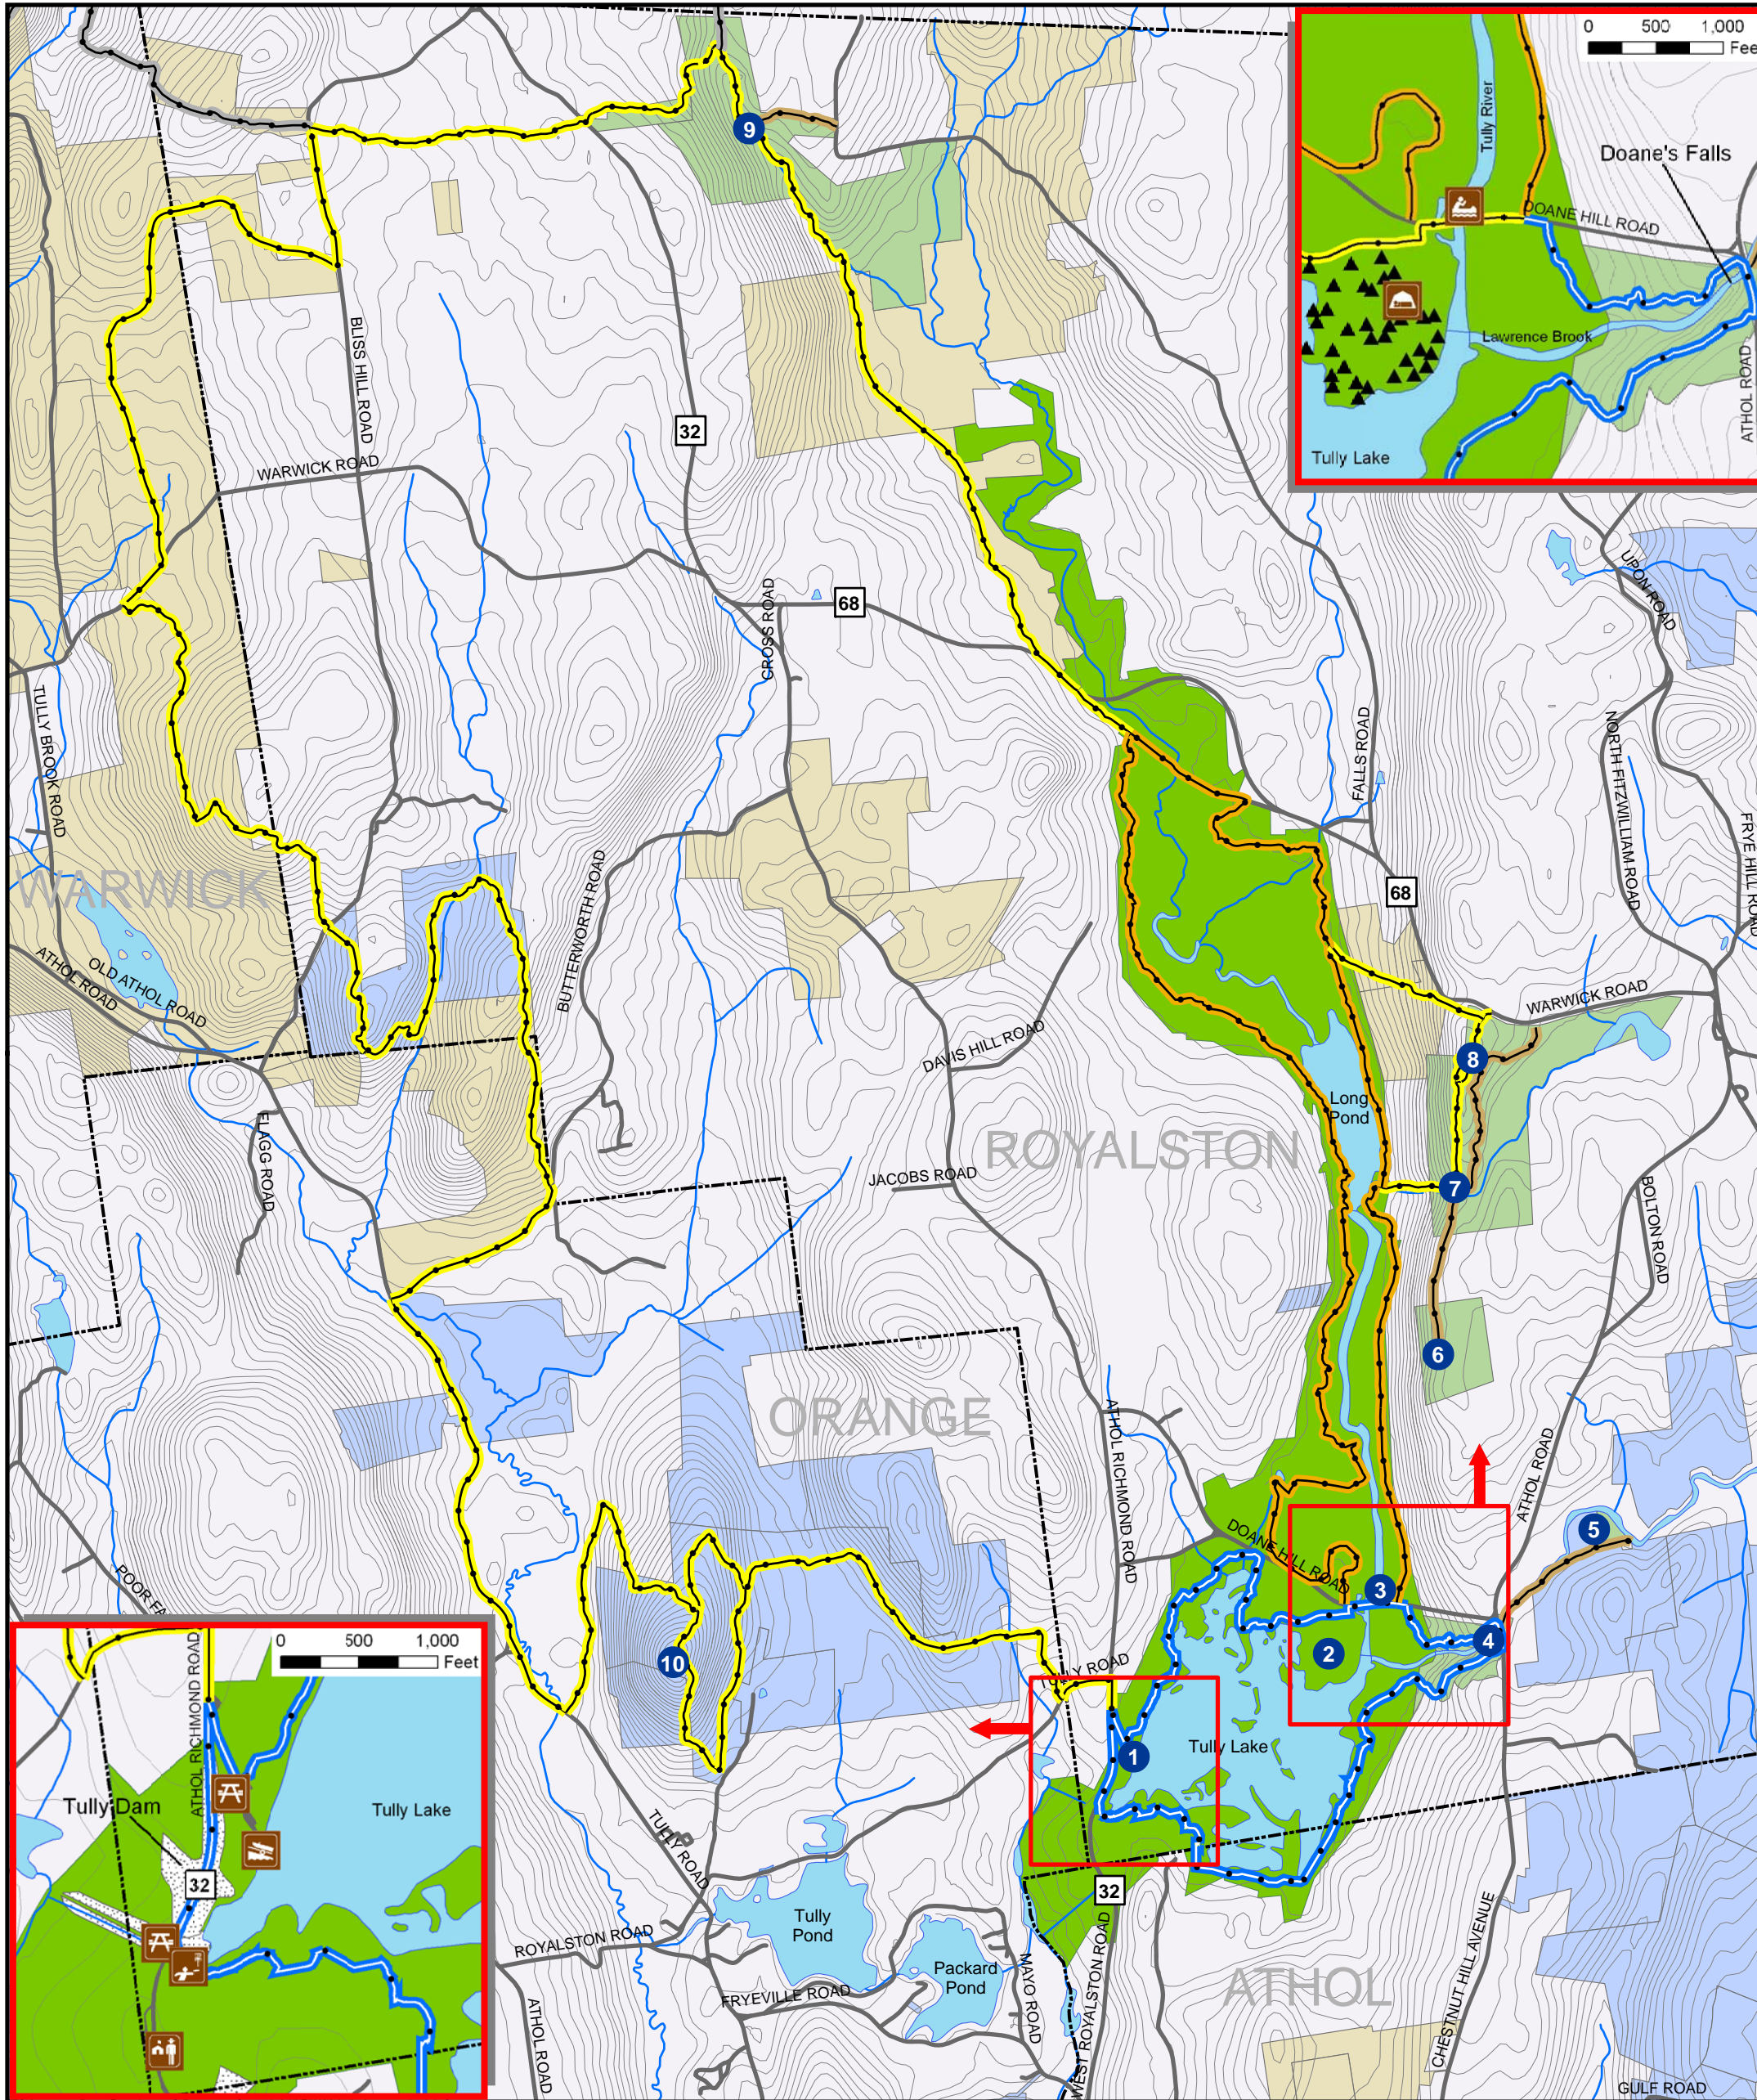 0 500 1,000
Feet
Tully River
Doane's Falls
DOANE HILL ROAD
Lawrence Brook
ATHOL ROAD
Tully Lake
9
BLISS HILL ROAD
32
WARWICK ROAD
68
CROSS ROAD
UPON ROAD
TULLY BROOK ROAD
FALLS ROAD
NORTH FITZWILLIAM ROAD
FRYE HILL ROAD
WARWICK
68
BUTTERWORTH ROAD
OLD ATHOL ROAD
ATHOL ROAD
WARWICK ROAD
DAVIS HILL ROAD
8
Long
Pond
FLAGG ROAD
ROYALSTON
JACOBS ROAD
7
BOLTON ROAD
6
ORANGE
ATHOL RICHMOND ROAD
ATHOL ROAD
5
DOANE HILL ROAD
3
POOR FA
4
2
10
TULLY ROAD
1
Tully Lake
0 500 1,000
Feet
ATHOL RICHMOND ROAD
Tully Dam
Tully Lake
32
TULLY ROAD
32
Tully
Pond
ROYALSTON ROAD
Packard
Pond
FRYEVILLE ROAD
MAYO ROAD
WEST ROYALSTON ROAD
ATHOL
CHESTNUT HILL AVENUE
ATHOL ROAD
GULF ROAD